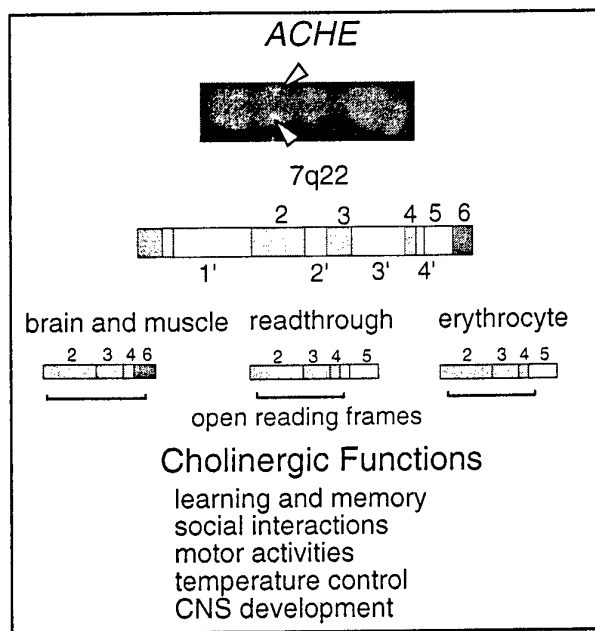 ACHE
7q22
2 3 4 5 6
1' 2' 3' 4'
brain and muscle readthrough erythrocyte
2 3 4 6 2 3 4 5 2 3 4 5
open reading frames
Cholinergic Functions
learning and memory
social interactions
motor activities
temperature control
CNS development